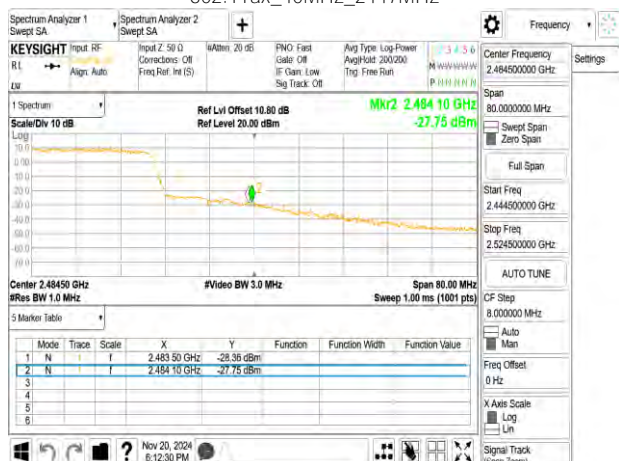 Spectrum Analyzer 1
Swept SA
Spectrum Analyzer 2
Swept SA
+
Frequency
KEYSIGHT
RL
Input: RF
Align: Auto
Input Z: 50 Ω
Corrections: Off
Freq Ref: Int (S)
#Atten: 20 dB
PNO: Fast
Gate: Off
IF Gain: Low
Sig Track: Off
Avg Type: Log-Power
Avg|Hold: 200/200
Trig: Free Run
3 4 5 6
M W W W W W
P N N N N N
Settings
1 Spectrum
Scale/Div 10 dB
Log
Ref Lvl Offset 10.80 dB
Ref Level 20.00 dBm
Mkr2 2.484 10 GHz
-27.75 dBm
10.0
0.00
2
Center 2.48450 GHz
#Res BW 1.0 MHz
#Video BW 3.0 MHz
Span 80.00 MHz
Sweep 1.00 ms (1001 pts)
5 Marker Table
Mode Trace Scale X Y Function Function Width Function Value
1 N 1 f 2.483 50 GHz -28.36 dBm
2 N 1 f 2.484 10 GHz -27.75 dBm
3
4
5
6
Nov 20, 2024
6:12:30 PM
Center Frequency
2.484500000 GHz
Span
80.0000000 MHz
Swept Span
Zero Span
Full Span
Start Freq
2.444500000 GHz
Stop Freq
2.524500000 GHz
AUTO TUNE
CF Step
8.000000 MHz
Auto
Man
Freq Offset
0 Hz
X Axis Scale
Log
Lin
Signal Track